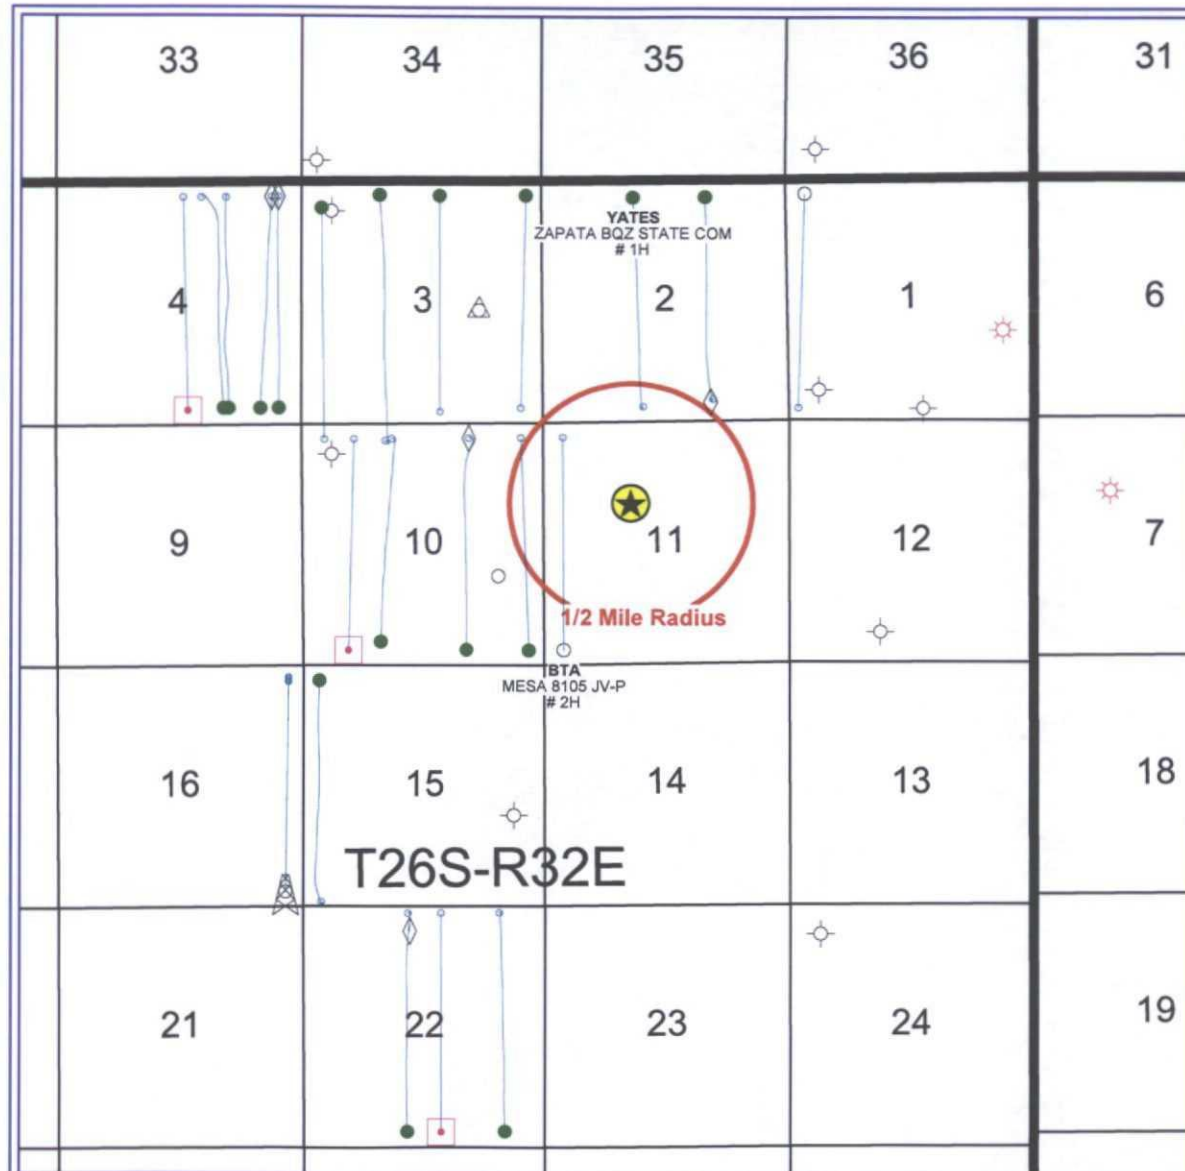 33 34 35 36 31
YATES
ZAPATA BQZ STATE COM
# 1H
4 3 2 1 6
9 10 11 12 7
1/2 Mile Radius
BTA
MESA 8105 JV-P
# 2H
16 15 14 13 18
T26S-R32E
21 22 23 24 19